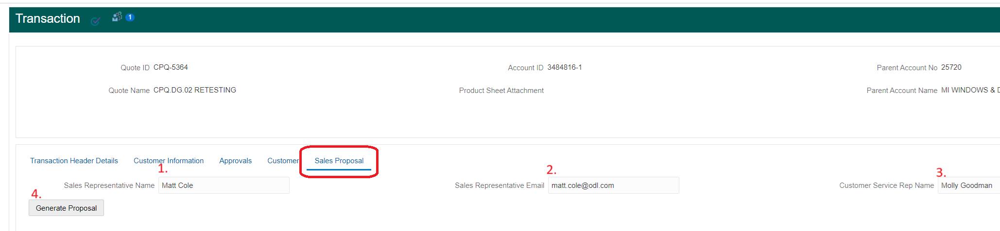 Transaction 1
Quote ID CPQ-5364 Account ID 3484816-1 Parent Account No 25720
Quote Name CPQ.DG.02 RETESTING Product Sheet Attachment Parent Account Name MI WINDOWS & D
Transaction Header Details Customer Information Approvals Customer Sales Proposal
1. 2. 3.
Sales Representative Name Matt Cole Sales Representative Email matt.cole@odl.com Customer Service Rep Name Molly Goodman
4.
Generate Proposal